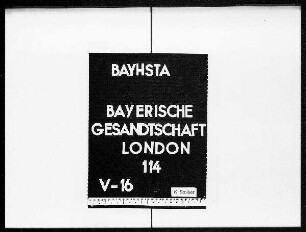 BAYHSTA
BAYERISCHE
GESANDTSCHAFT
LONDON
114
V-16